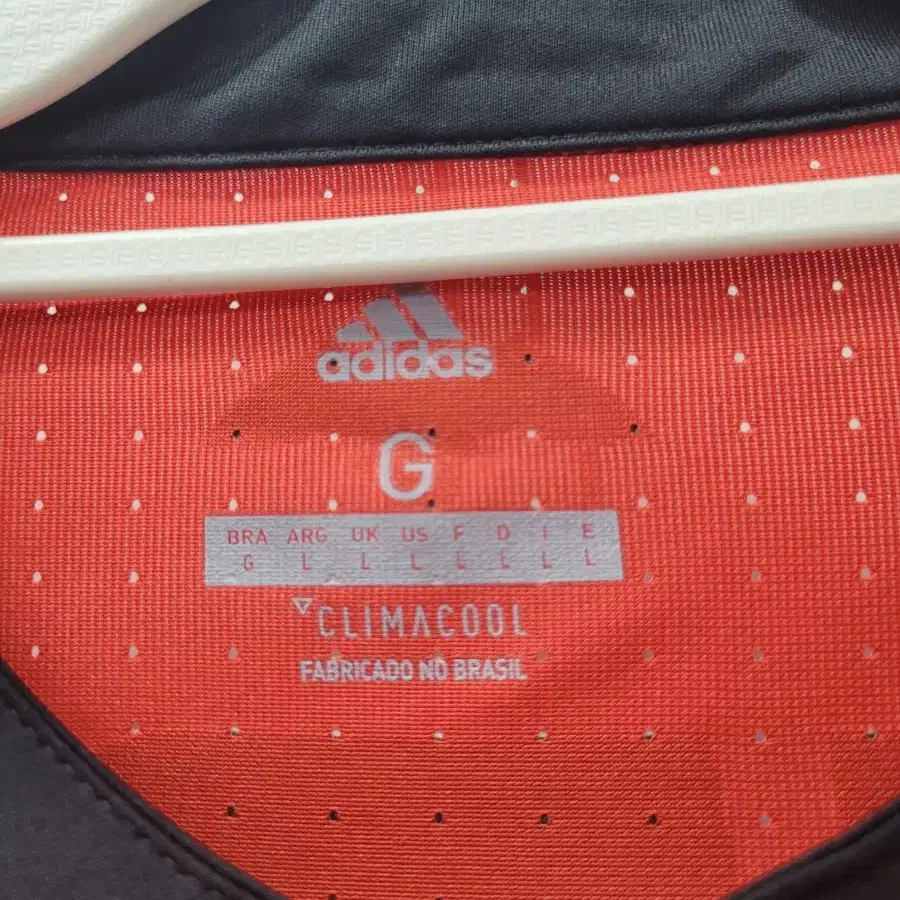 adidas
G
BRA ARG UK US F D I E
G L L L L L L L
CLIMACOOL
FABRICADO NO BRASIL